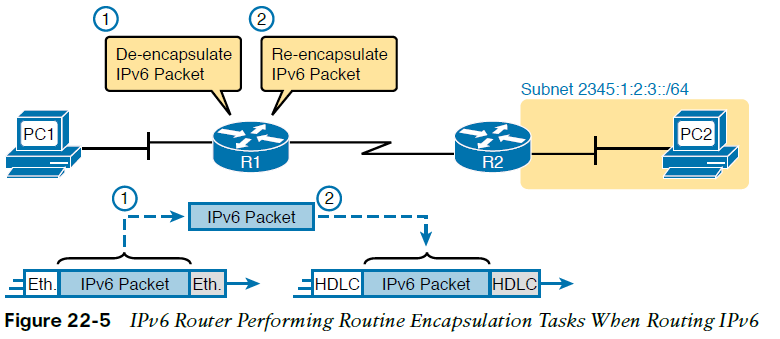 1
2
De-encapsulate
IPv6 Packet
Re-encapsulate
IPv6 Packet
Subnet 2345:1:2:3::/64
PC1
R1
R2
PC2
1
IPv6 Packet
2
Eth.
IPv6 Packet
Eth.
HDLC
IPv6 Packet
HDLC
Figure 22-5 IPv6 Router Performing Routine Encapsulation Tasks When Routing IPv6